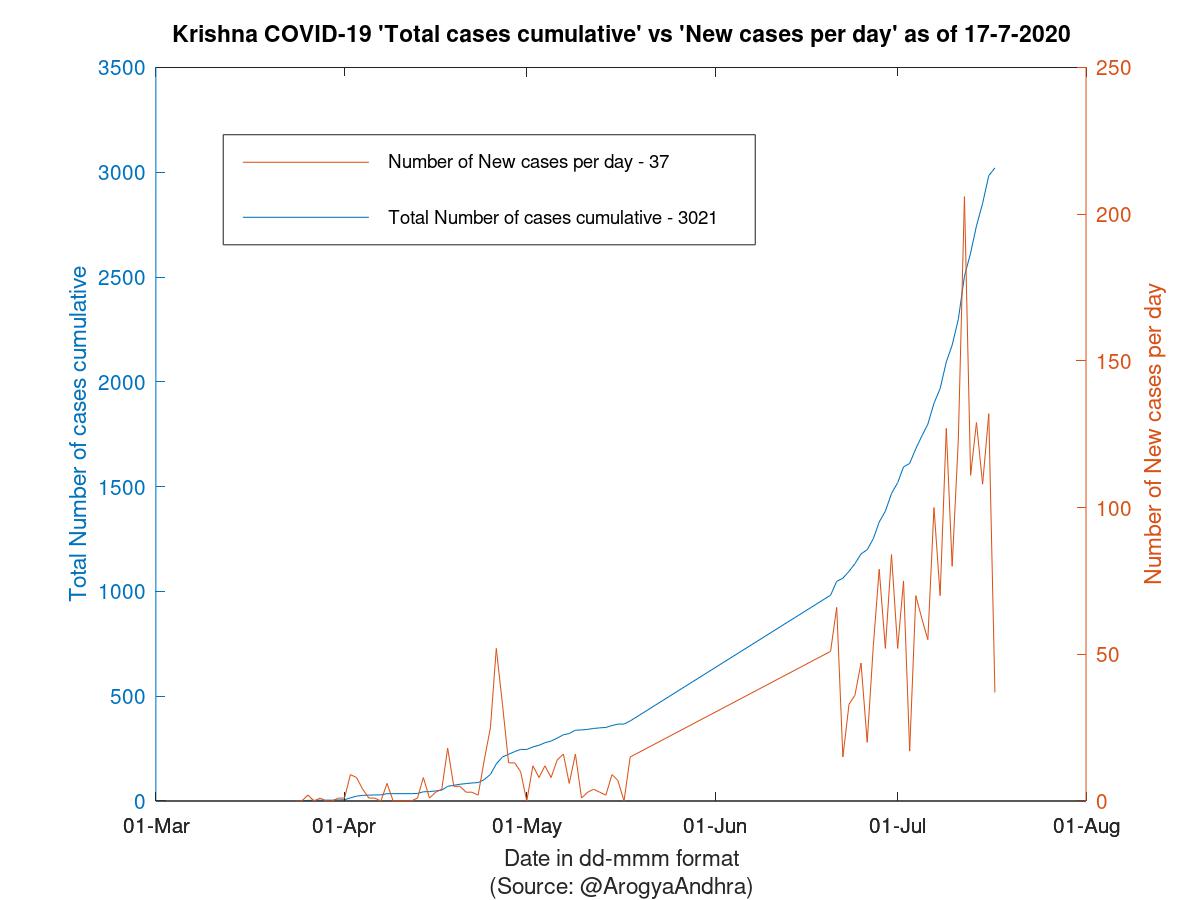 Krishna COVID-19 'Total cases cumulative' vs 'New cases per day' as of 17-7-2020
3500
3000
2500
2000
1500
1000
500
0
Total Number of cases cumulative
Number of New cases per day - 37
Total Number of cases cumulative - 3021
250
200
150
100
50
0
Number of New cases per day
01-Mar 01-Apr 01-May 01-Jun 01-Jul 01-Aug
Date in dd-mmm format
(Source: @ArogyaAndhra)